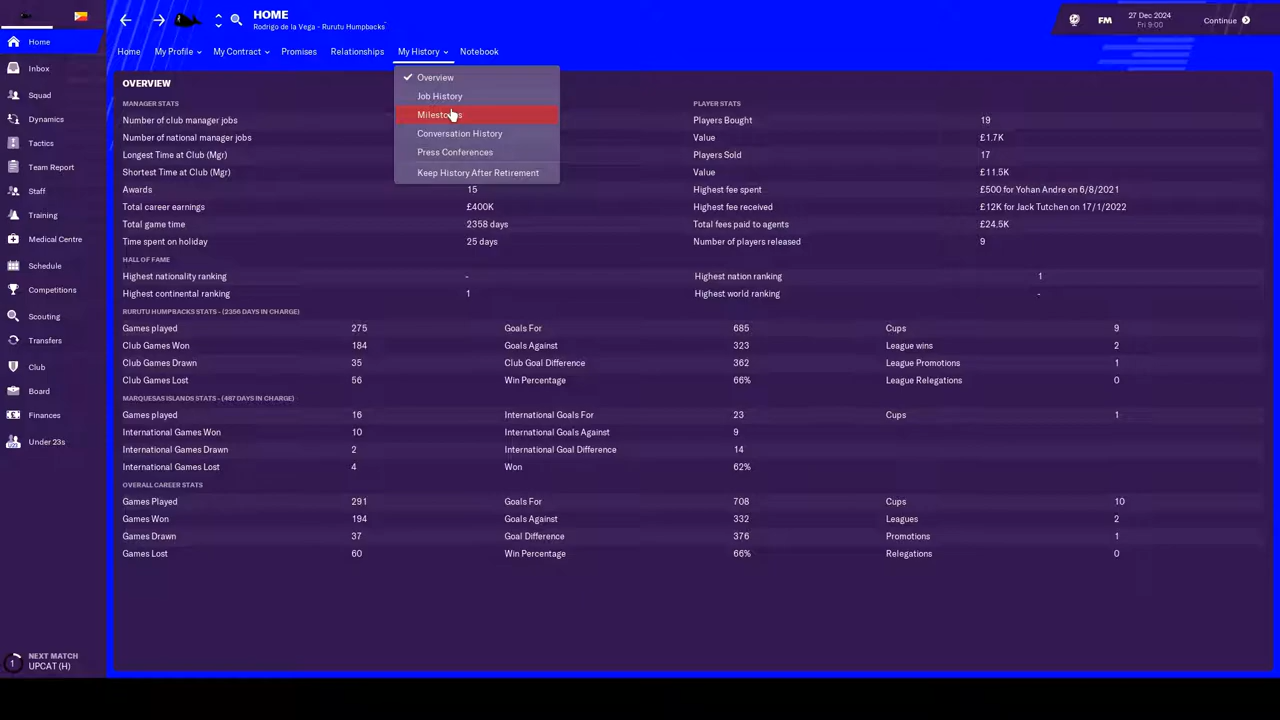 HOME
Rodrigo de la Vega - Rurutu Humpbacks
FM
27 Dec 2024
Fri 9:00
Continue
Home
Inbox
Squad
Dynamics
Tactics
Team Report
Staff
Training
Medical Centre
Schedule
Competitions
Scouting
Transfers
Club
Board
Finances
Under 23s
1
NEXT MATCH
UPCAT (H)
Home My Profile My Contract Promises Relationships My History Notebook
Overview
Job History
Milestones
Conversation History
Press Conferences
Keep History After Retirement
OVERVIEW
MANAGER STATS
Number of club manager jobs
Number of national manager jobs
Longest Time at Club (Mgr)
Shortest Time at Club (Mgr)
Awards 15
Total career earnings £400K
Total game time 2358 days
Time spent on holiday 25 days
PLAYER STATS
Players Bought 19
Value £1.7K
Players Sold 17
Value £11.5K
Highest fee spent £500 for Yohan Andre on 6/8/2021
Highest fee received £12K for Jack Tutchen on 17/1/2022
Total fees paid to agents £24.5K
Number of players released 9
HALL OF FAME
Highest nationality ranking - Highest nation ranking 1
Highest continental ranking 1 Highest world ranking -
RURUTU HUMPBACKS STATS - (2356 DAYS IN CHARGE)
Games played 275 Goals For 685 Cups 9
Club Games Won 184 Goals Against 323 League wins 2
Club Games Drawn 35 Club Goal Difference 362 League Promotions 1
Club Games Lost 56 Win Percentage 66% League Relegations 0
MARQUESAS ISLANDS STATS - (487 DAYS IN CHARGE)
Games played 16 International Goals For 23 Cups 1
International Games Won 10 International Goals Against 9
International Games Drawn 2 International Goal Difference 14
International Games Lost 4 Won 62%
OVERALL CAREER STATS
Games Played 291 Goals For 708 Cups 10
Games Won 194 Goals Against 332 Leagues 2
Games Drawn 37 Goal Difference 376 Promotions 1
Games Lost 60 Win Percentage 66% Relegations 0